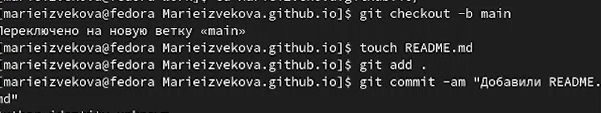 [marieizvekova@fedora Marieizvekova.github.io]$ git checkout -b main
Переключено на новую ветку «main»
[marieizvekova@fedora Marieizvekova.github.io]$ touch README.md
[marieizvekova@fedora Marieizvekova.github.io]$ git add .
[marieizvekova@fedora Marieizvekova.github.io]$ git commit -am "Добавили README.
md"